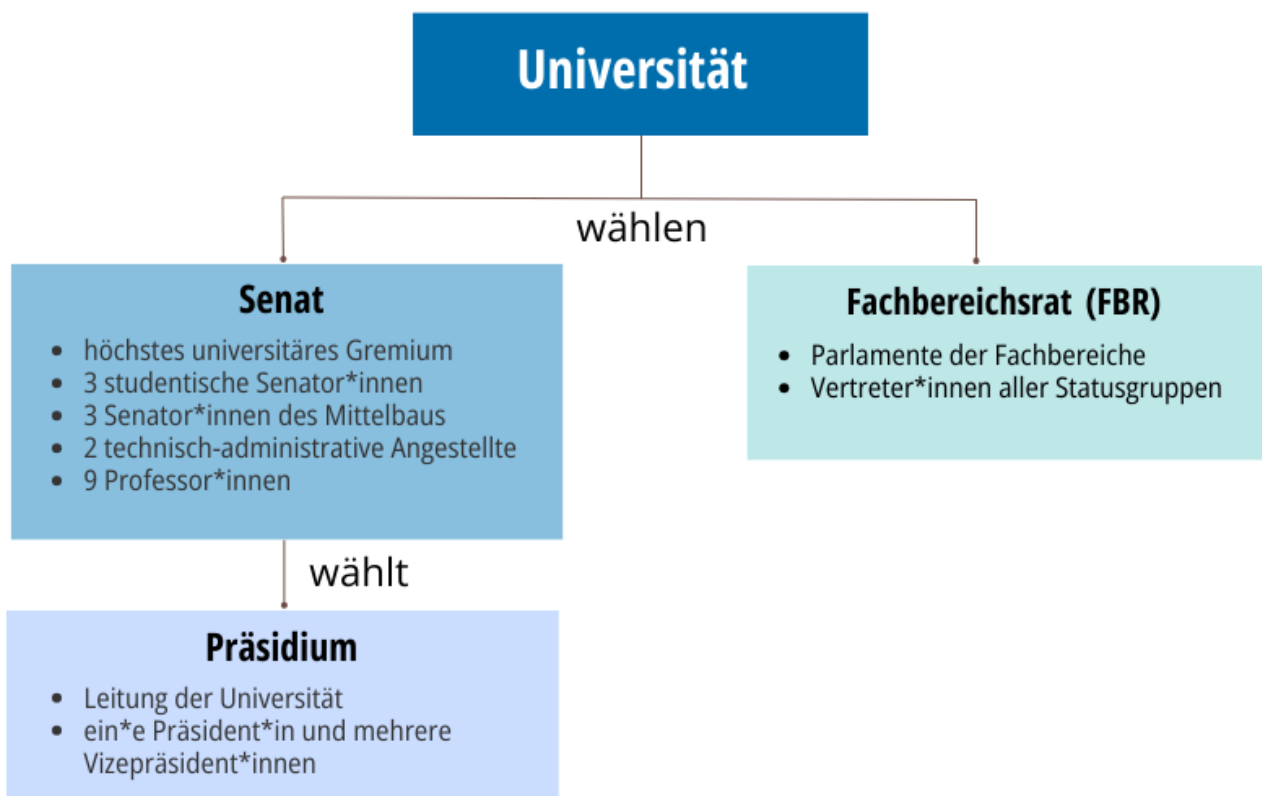 Universität
wählen
Senat
• höchstes universitäres Gremium
• 3 studentische Senator*innen
• 3 Senator*innen des Mittelbaus
• 2 technisch-administrative Angestellte
• 9 Professor*innen
Fachbereichsrat (FBR)
• Parlamente der Fachbereiche
• Vertreter*innen aller Statusgruppen
wählt
Präsidium
• Leitung der Universität
• ein*e Präsident*in und mehrere
Vizepräsident*innen